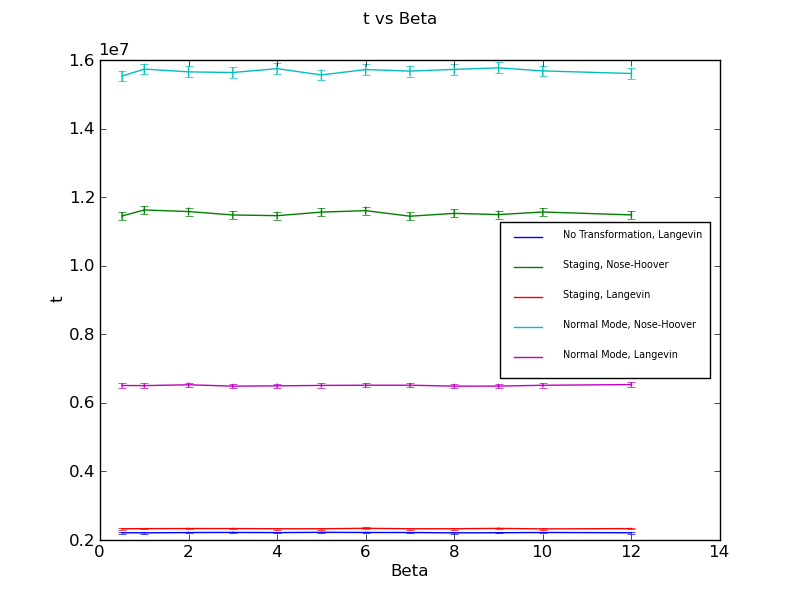 t vs Beta
1e7
1.6
1.4
1.2
1.0
0.8
0.6
0.4
0.2
t
No Transformation, Langevin
Staging, Nose-Hoover
Staging, Langevin
Normal Mode, Nose-Hoover
Normal Mode, Langevin
0 2 4 6 8 10 12 14
Beta